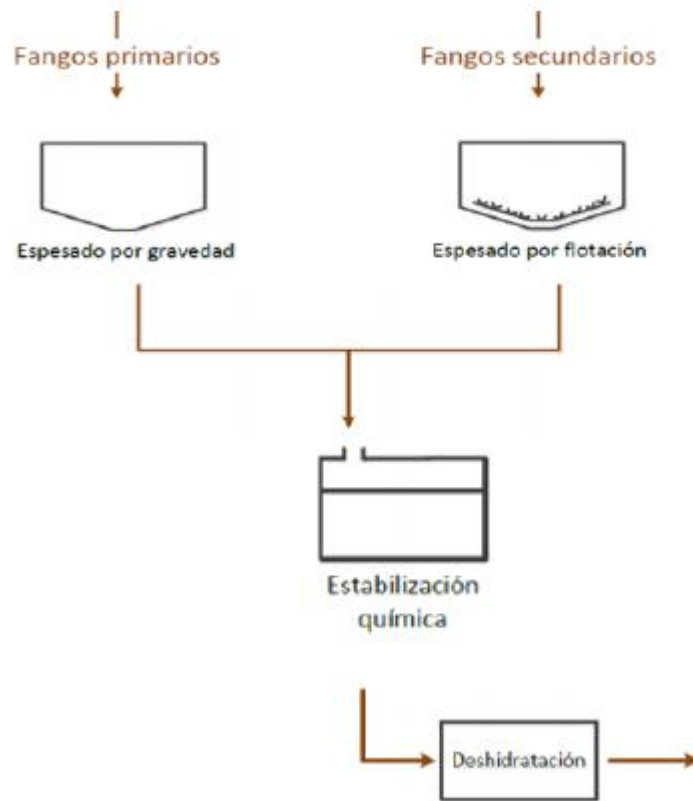 Fangos primarios
Fangos secundarios
Espesado por gravedad
Espesado por flotación
Estabilización
química
Deshidratación